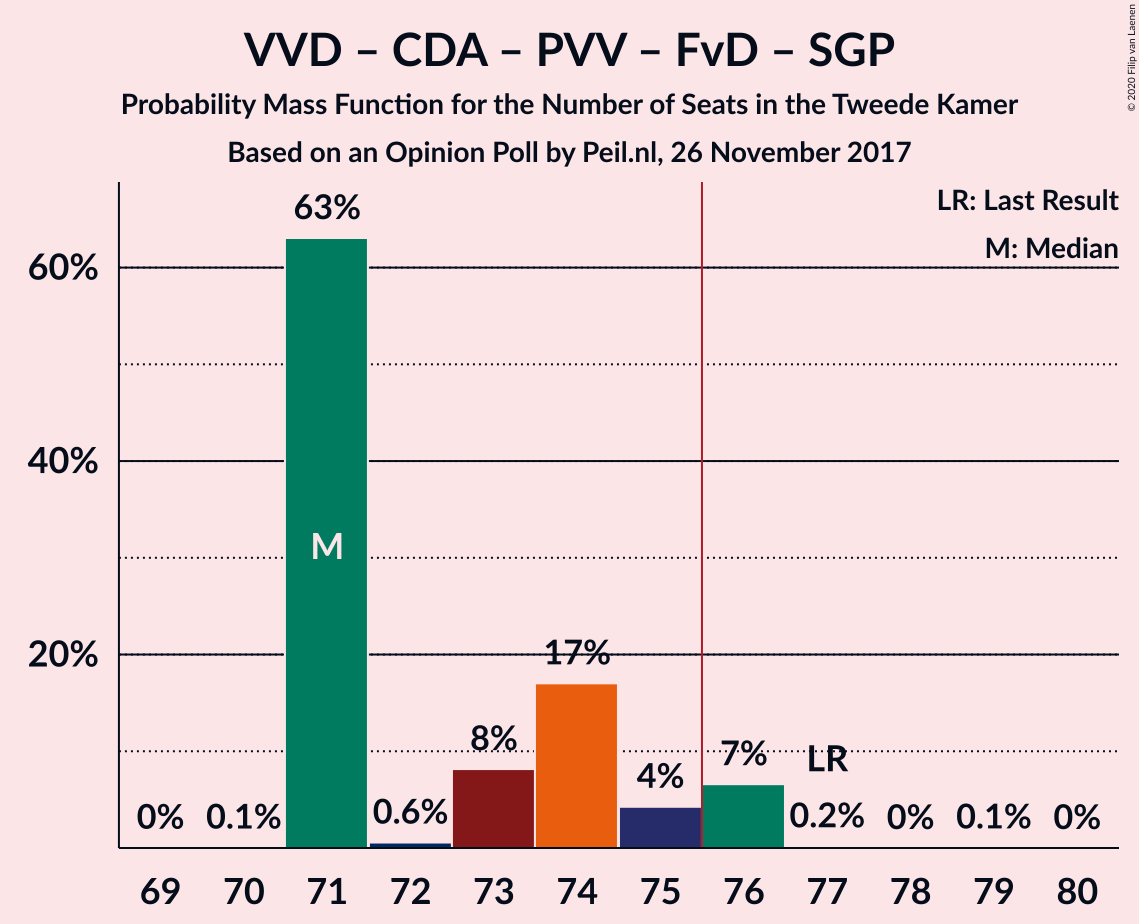 VVD – CDA – PVV – FvD – SGP
Probability Mass Function for the Number of Seats in the Tweede Kamer
Based on an Opinion Poll by Peil.nl, 26 November 2017
© 2020 Filip van Laenen
LR: Last Result
M: Median
60%
40%
20%
0%
0.1%
63%
M
0.6%
8%
17%
4%
7%
LR
0.2%
0%
0.1%
0%
69 70 71 72 73 74 75 76 77 78 79 80